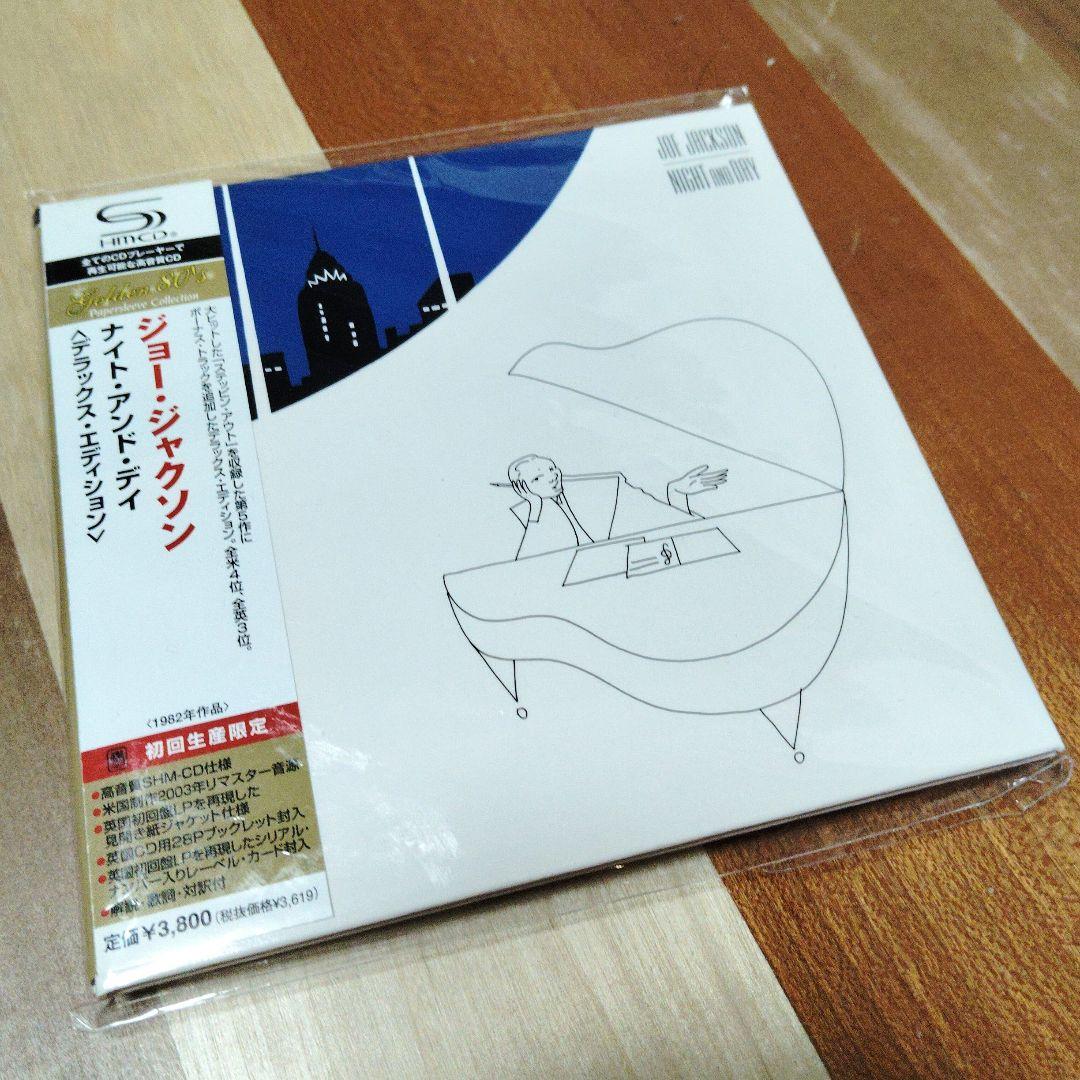 JOE JACKSON
NIGHT AND DAY
SHM-CD®
全てのCDプレーヤーで
再生可能な高音質CD
Golden 80's
Papersleeve Collection
ジョー・ジャクソン
ナイト・アンド・デイ
〈デラックス・エディション〉
大ヒットした「ステッピン・アウト」を収録した第5作に
ボーナス・トラックを追加したデラックス・エディション。全米4位、全英3位。
〈1982年作品〉
初回生産限定
●高音質SHM-CD仕様
●米国制作2003年リマスター音源
●英国初回盤LPを再現した
見開き紙ジャケット仕様
●英国CD用28Pブックレット封入
●英国初回盤LPを再現したシリアル・
ナンバー入りレーベル・カード封入
●解説・歌詞・対訳付
定価¥3,800(税抜価格¥3,619)